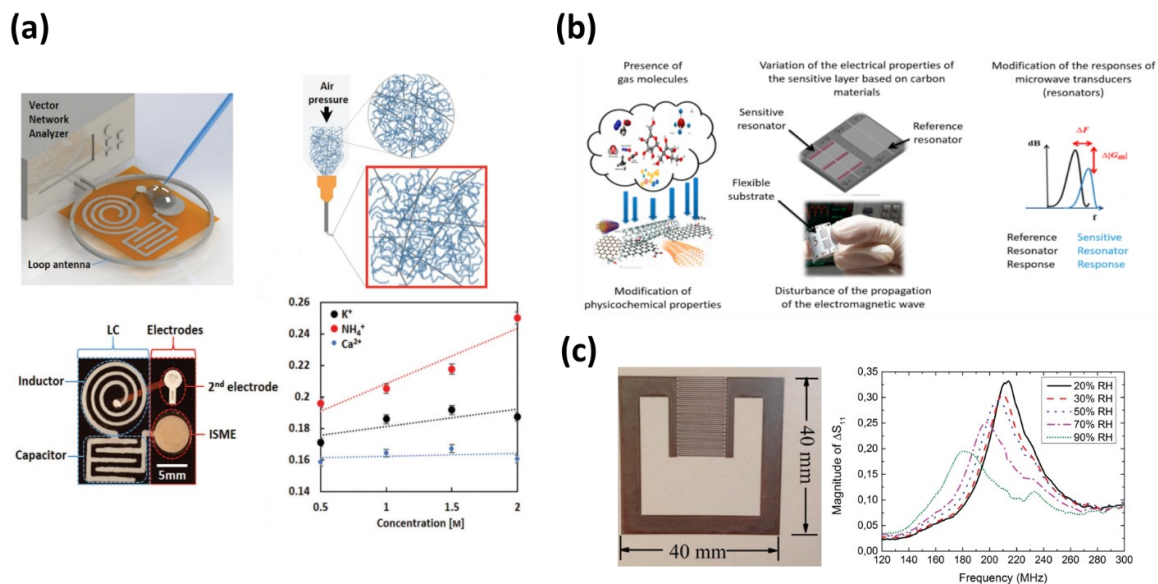 (a)
Vector
Network
Analyzer
Loop antenna
Air
pressure
LC
Electrodes
Inductor
2nd electrode
ISME
Capacitor
5mm
K+
NH4+
Ca2+
0.26
0.24
0.22
0.2
0.18
0.16
0.14
0.5 1 1.5 2
Concentration [M]
(b)
Presence of
gas molecules
Modification of
physicochemical properties
Variation of the electrical properties of
the sensitive layer based on carbon
materials
Sensitive
resonator
Reference
resonator
Flexible
substrate
Disturbance of the propagation
of the electromagnetic wave
Modification of the responses of
microwave transducers
(resonators)
ΔF
dB
r
Reference Sensitive
Resonator Resonator
Response Response
(c)
40 mm
40 mm
Magnitude of ΔS11
0,35
0,30
0,25
0,20
0,15
0,10
0,05
0,00
20% RH
30% RH
50% RH
70% RH
90% RH
120 140 160 180 200 220 240 260 280 300
Frequency (MHz)